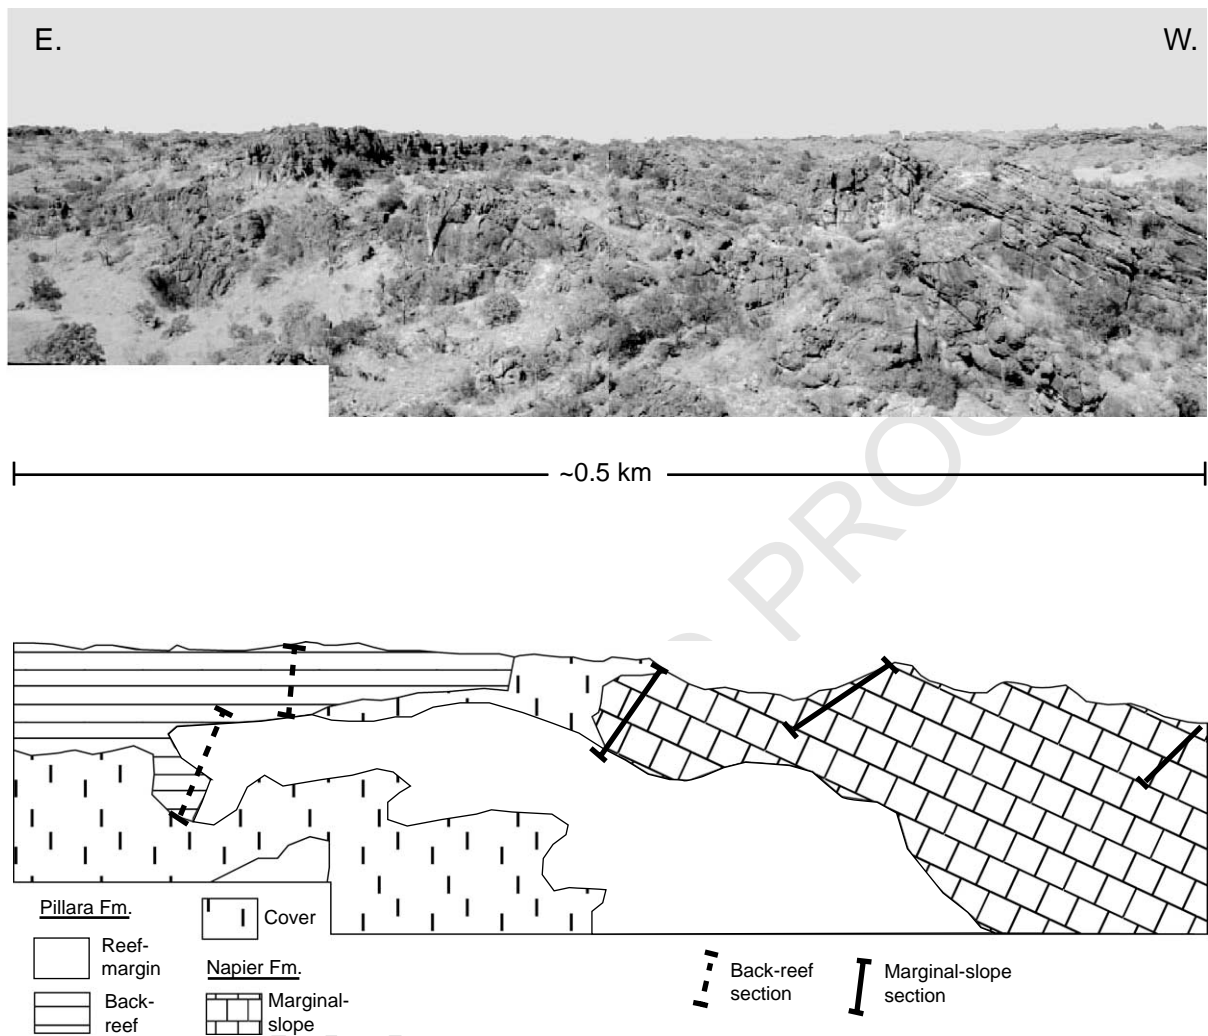 E.
W.
~0.5 km
Pillara Fm.
Reef-
margin
Back-
reef
Cover
Napier Fm.
Marginal-
slope
Back-reef
section
Marginal-slope
section